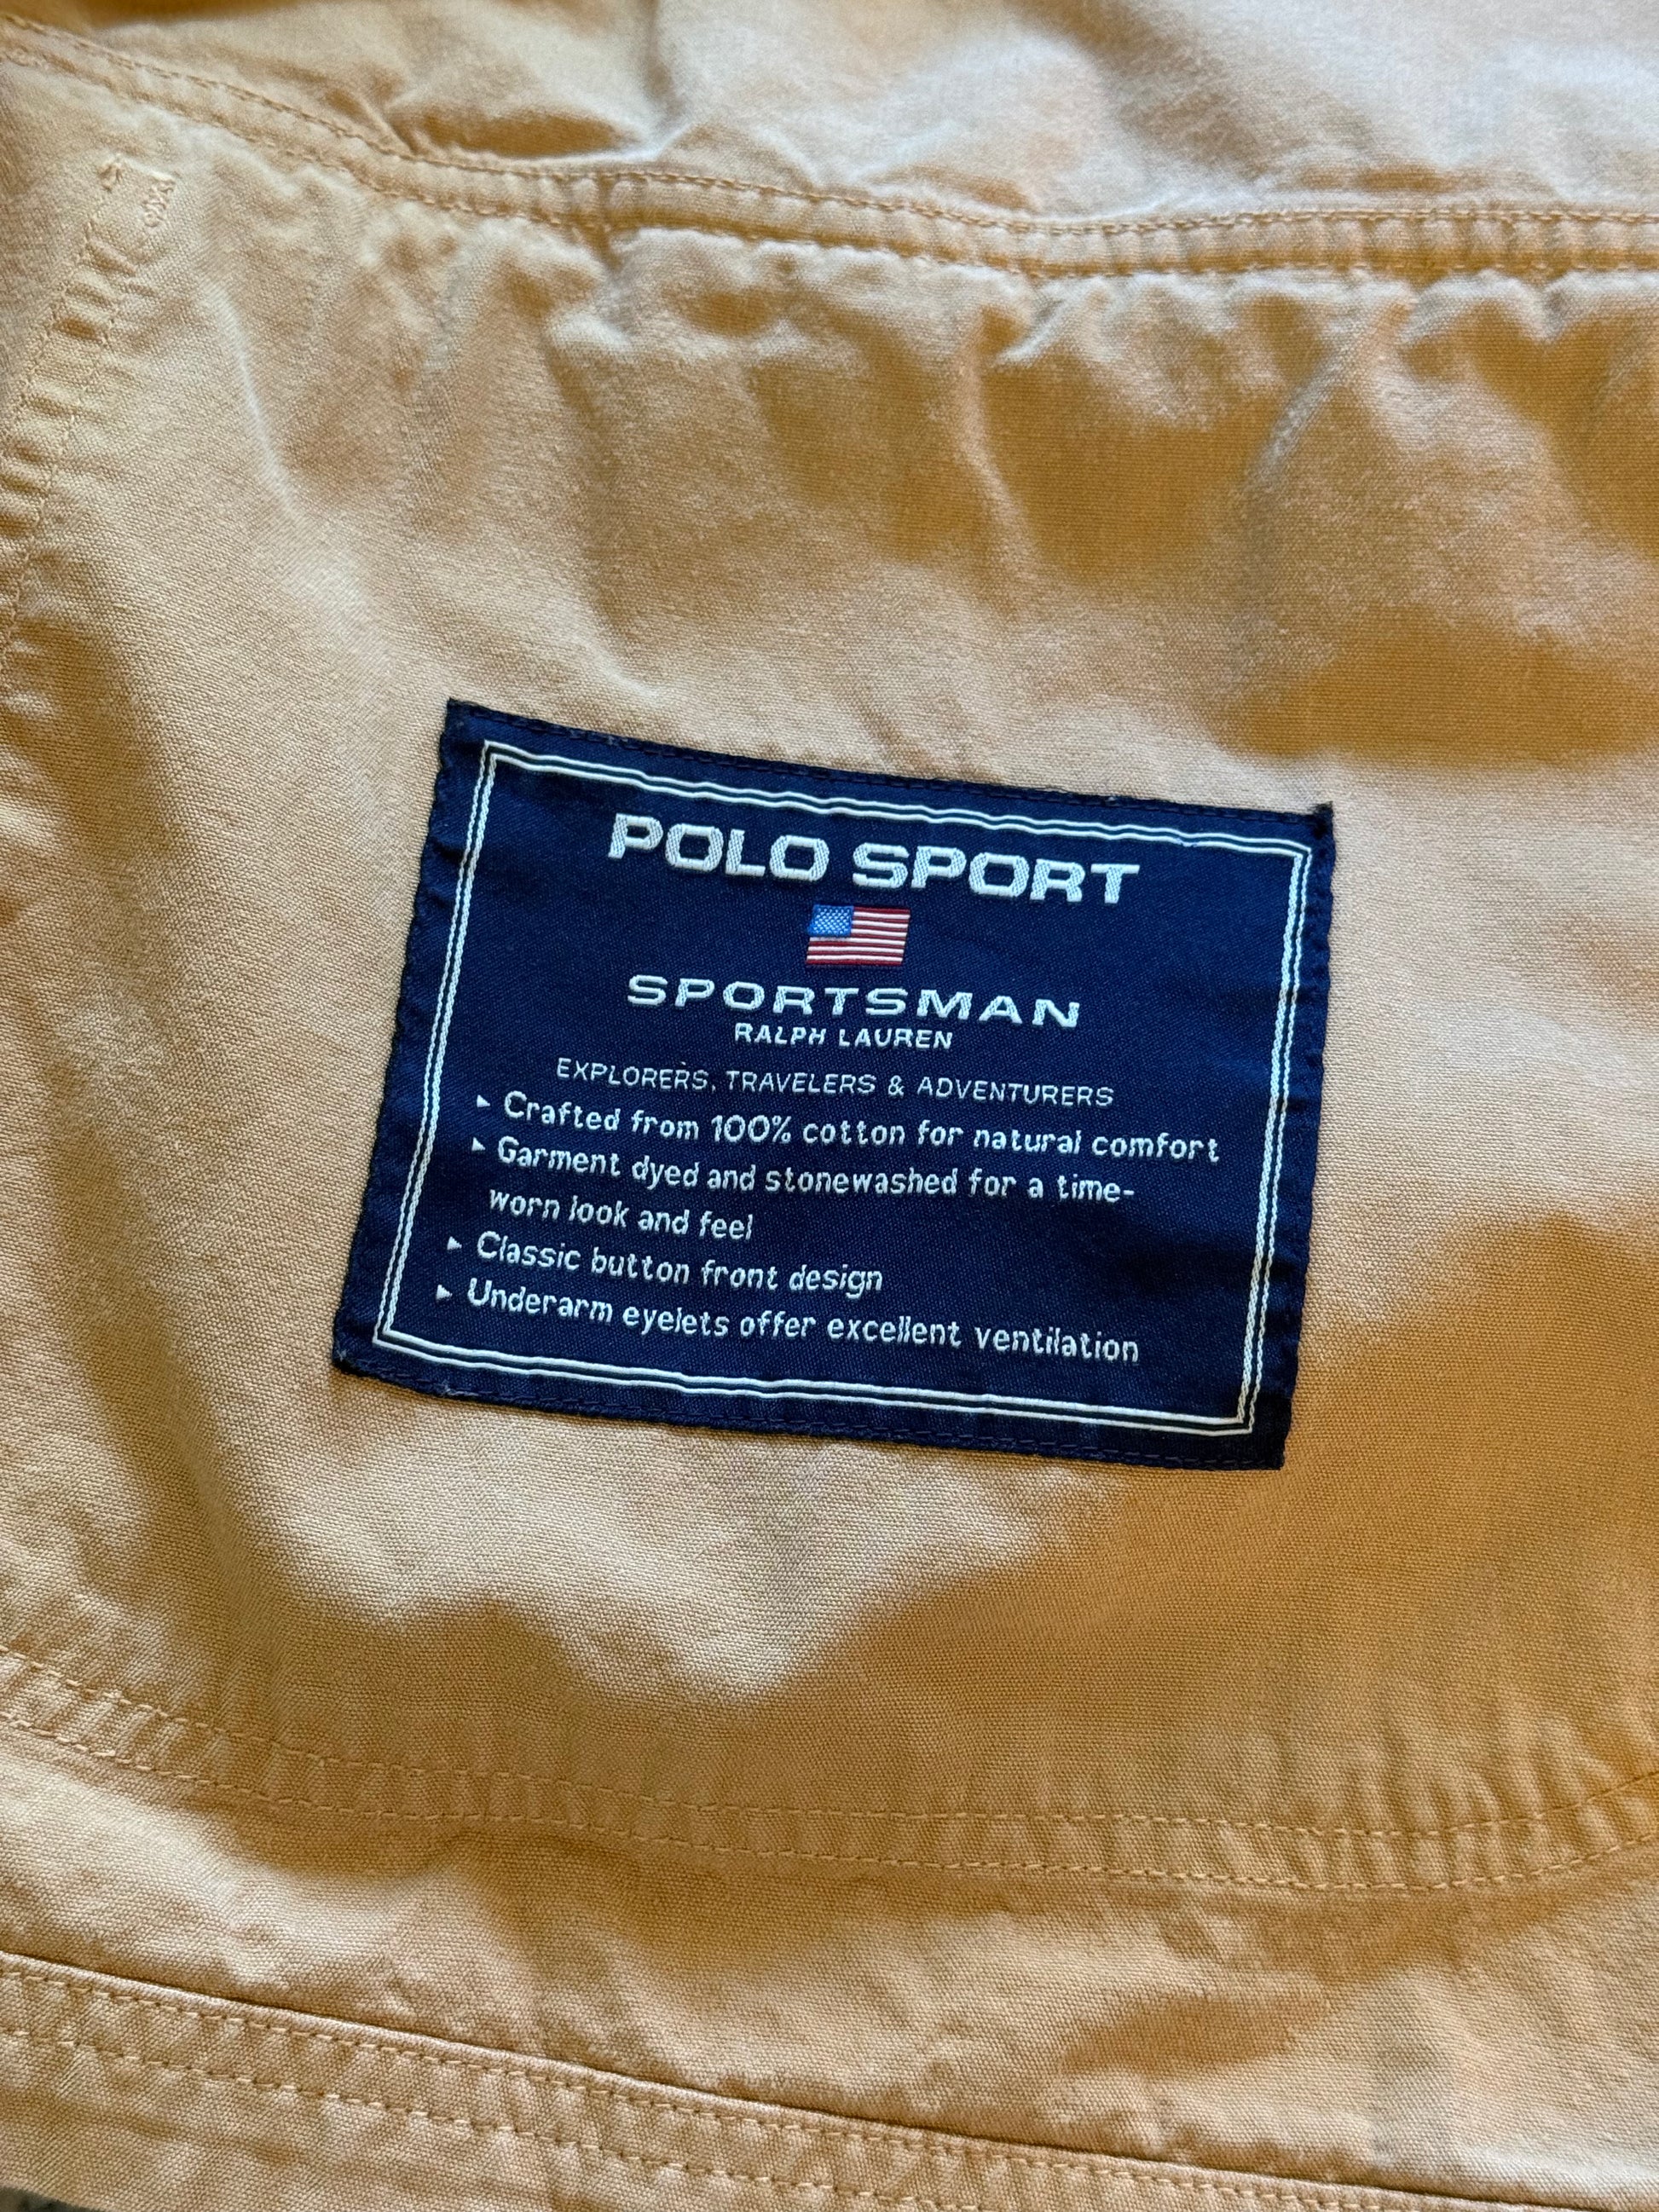 POLO SPORT
SPORTSMAN
RALPH LAUREN
EXPLORERS, TRAVELERS & ADVENTURERS
▸ Crafted from 100% cotton for natural comfort
▸ Garment dyed and stonewashed for a time-
worn look and feel
▸ Classic button front design
▸ Underarm eyelets offer excellent ventilation